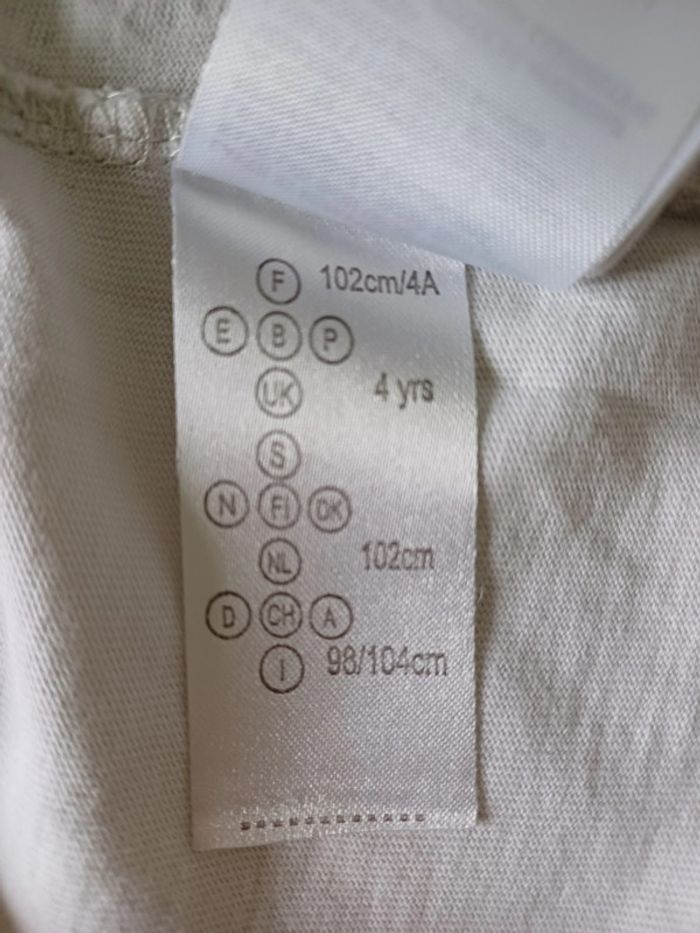 F 102cm/4A
E B P
UK 4 yrs
S
N FI DK
NL 102cm
D CH A
I 98/104cm